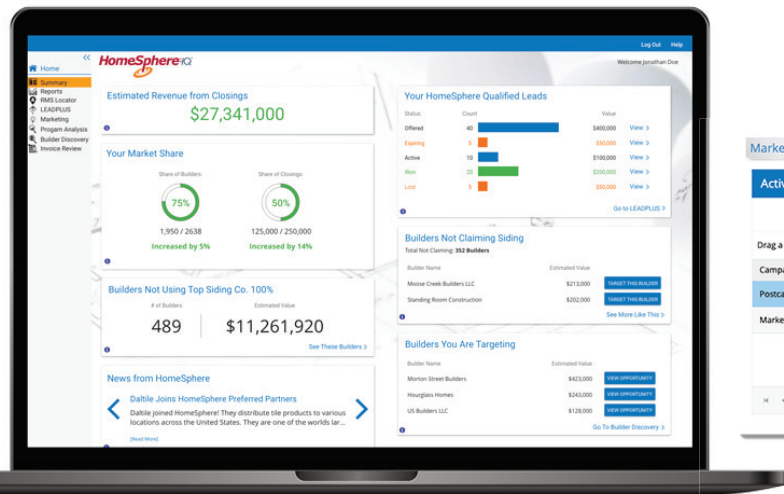 Log Out Help
HomeSphereIQ
Welcome Jonathan Doe
Home
Summary
Reports
RMS Locator
LEADPLUS
Marketing
Progam Analysis
Builder Discovery
Invoice Review
Estimated Revenue from Closings
$27,341,000
Your Market Share
Share of Builders
Share of Closings
75%
50%
1,950 / 2638
125,000 / 250,000
Increased by 5%
Increased by 14%
Builders Not Using Top Siding Co. 100%
# of Builders
Estimated Value
489
$11,261,920
See These Builders >
News from HomeSphere
Daltile Joins HomeSphere Preferred Partners
Daltile joined HomeSphere! They distribute tile products to various
locations across the United States. They are one of the worlds lar...
[Read More]
Your HomeSphere Qualified Leads
Status Count Value
Offered 40 $400,000 View >
Expiring 5 $50,000 View >
Active 10 $100,000 View >
Won 20 $200,000 View >
Lost 5 $50,000 View >
Go to LEADPLUS >
Builders Not Claiming Siding
Total Not Claiming: 352 Builders
Builder Name Estimated Value
Moose Creek Builders LLC $213,000 TARGET THIS BUILDER
Standing Room Construction $202,000 TARGET THIS BUILDER
See More Like This >
Builders You Are Targeting
Builder Name Estimated Value
Morton Street Builders $423,000 VIEW OPPORTUNITY
Hourglass Homes $243,000 VIEW OPPORTUNITY
US Builders LLC $128,000 VIEW OPPORTUNITY
Go To Builder Discovery >
Marke
Activ
Drag a
Campa
Postca
Marke